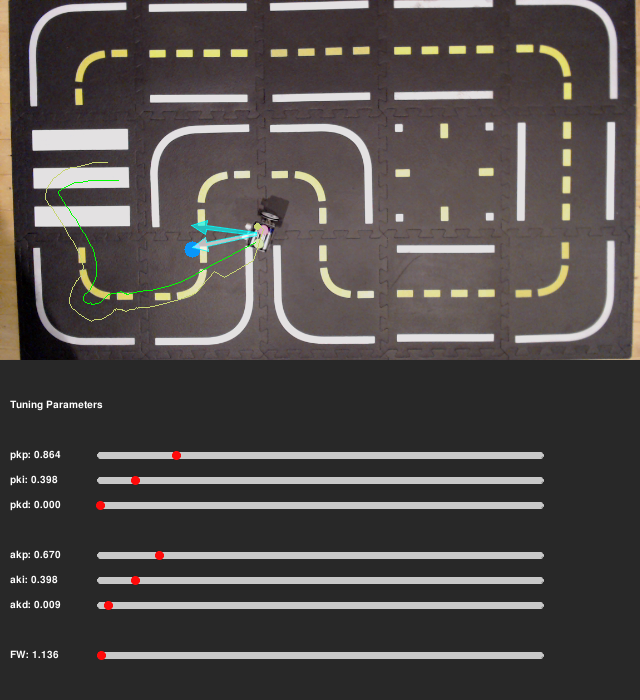 Tuning Parameters
pkp: 0.864
pki: 0.398
pkd: 0.000
akp: 0.670
aki: 0.398
akd: 0.009
FW: 1.136